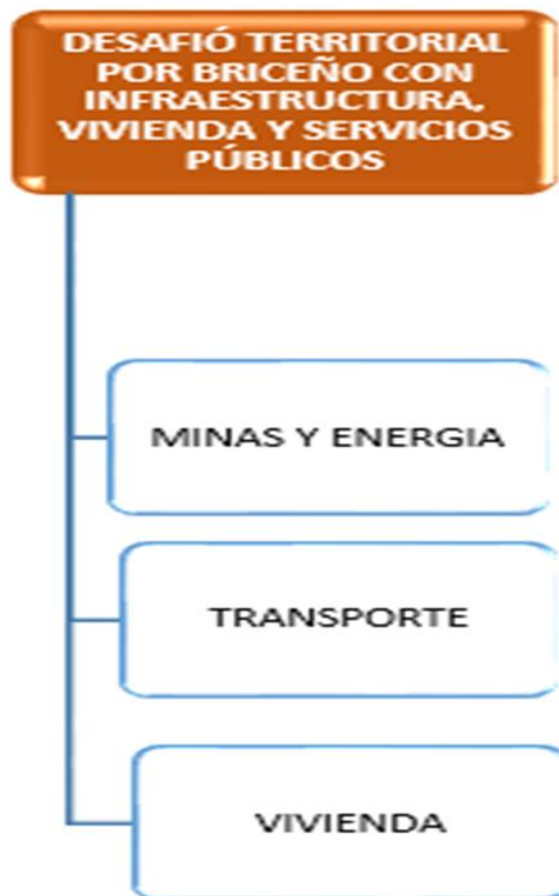 DESAFIÓ TERRITORIAL
POR BRICEÑO CON
INFRAESTRUCTURA,
VIVIENDA Y SERVICIOS
PÚBLICOS
MINAS Y ENERGIA
TRANSPORTE
VIVIENDA